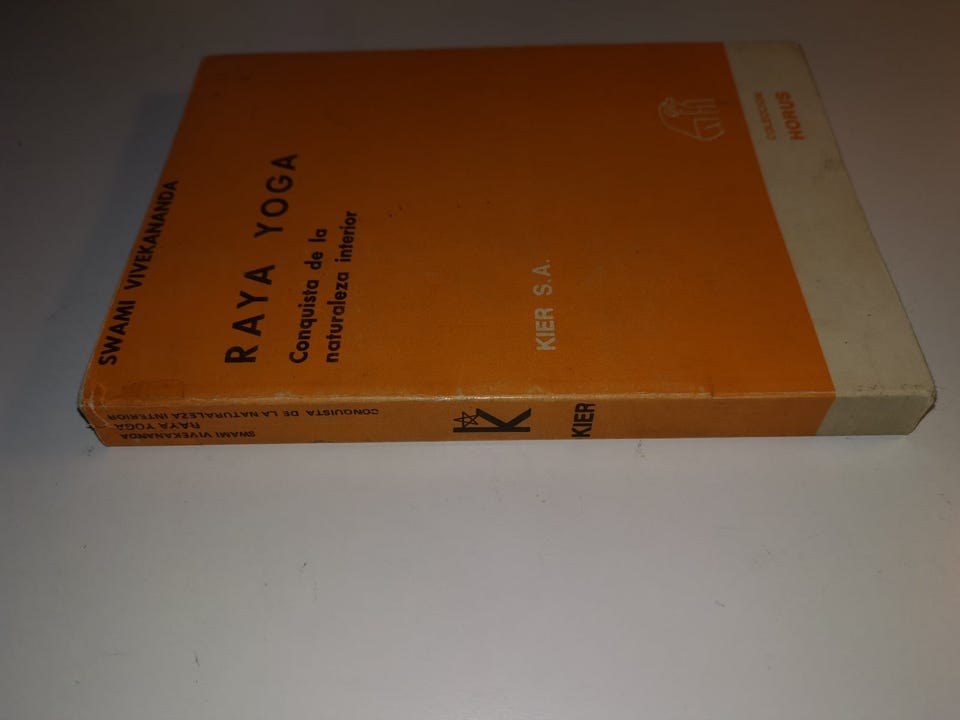 SWAMI VIVEKANANDA
RAYA YOGA
Conquista de la
naturaleza interior
KIER S.A.
COLECCION
HORUS
SWAMI VIVEKANANDA
RAYA YOGA
CONQUISTA DE LA NATURALEZA INTERIOR
K
KIER